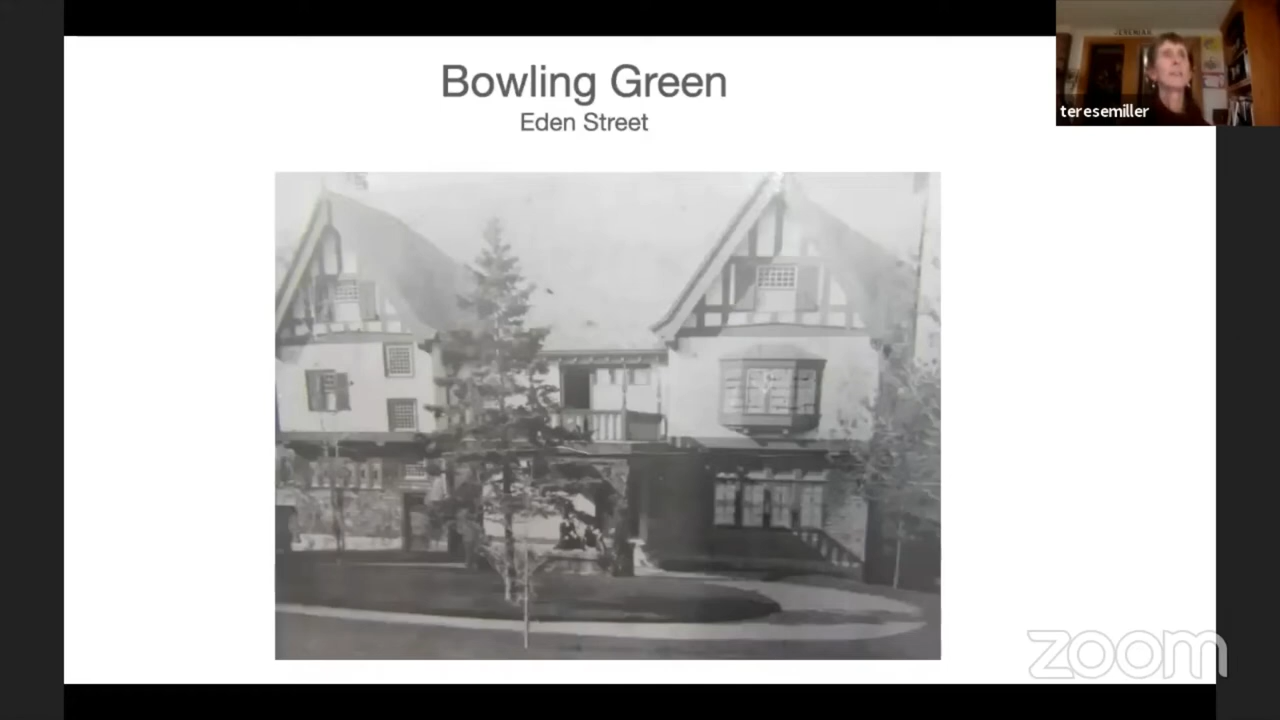 Bowling Green
Eden Street
teresemiller
zoom